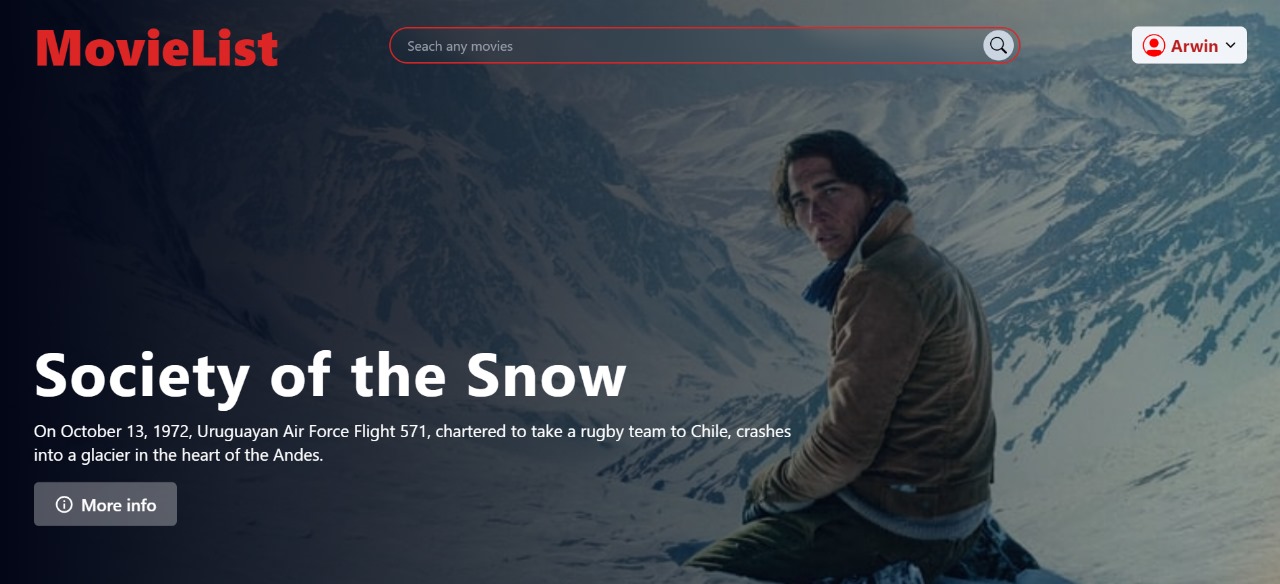 MovieList
Seach any movies
Arwin
Society of the Snow
On October 13, 1972, Uruguayan Air Force Flight 571, chartered to take a rugby team to Chile, crashes
into a glacier in the heart of the Andes.
More info